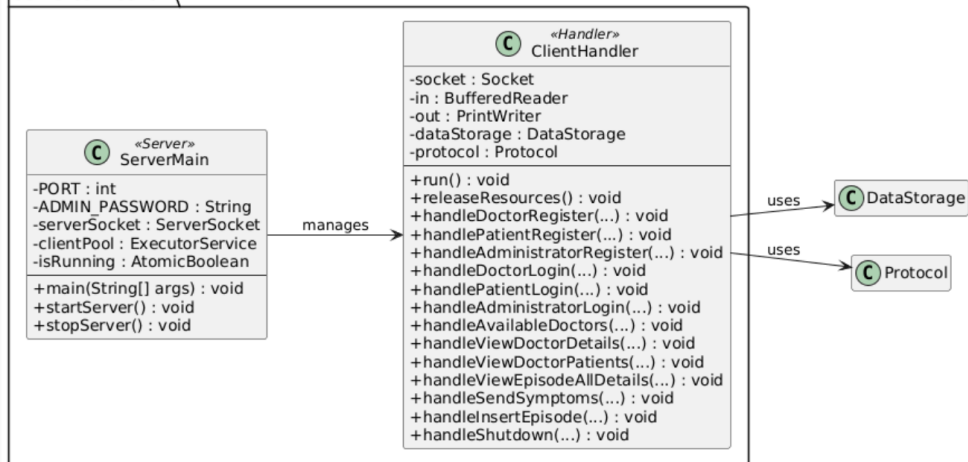 C
«Server»
ServerMain
-PORT : int
-ADMIN_PASSWORD : String
-serverSocket : ServerSocket
-clientPool : ExecutorService
-isRunning : AtomicBoolean
+main(String[] args) : void
+startServer() : void
+stopServer() : void
manages
C
«Handler»
ClientHandler
-socket : Socket
-in : BufferedReader
-out : PrintWriter
-dataStorage : DataStorage
-protocol : Protocol
+run() : void
+releaseResources() : void
+handleDoctorRegister(...) : void
+handlePatientRegister(...) : void
+handleAdministratorRegister(...) : void
+handleDoctorLogin(...) : void
+handlePatientLogin(...) : void
+handleAdministratorLogin(...) : void
+handleAvailableDoctors(...) : void
+handleViewDoctorDetails(...) : void
+handleViewDoctorPatients(...) : void
+handleViewEpisodeAllDetails(...) : void
+handleSendSymptoms(...) : void
+handleInsertEpisode(...) : void
+handleShutdown(...) : void
uses
C DataStorage
uses
C Protocol